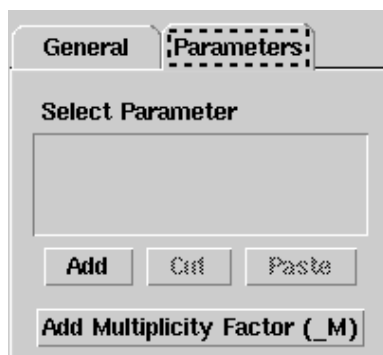 General Parameters
Select Parameter
Add Cut Paste
Add Multiplicity Factor (_M)